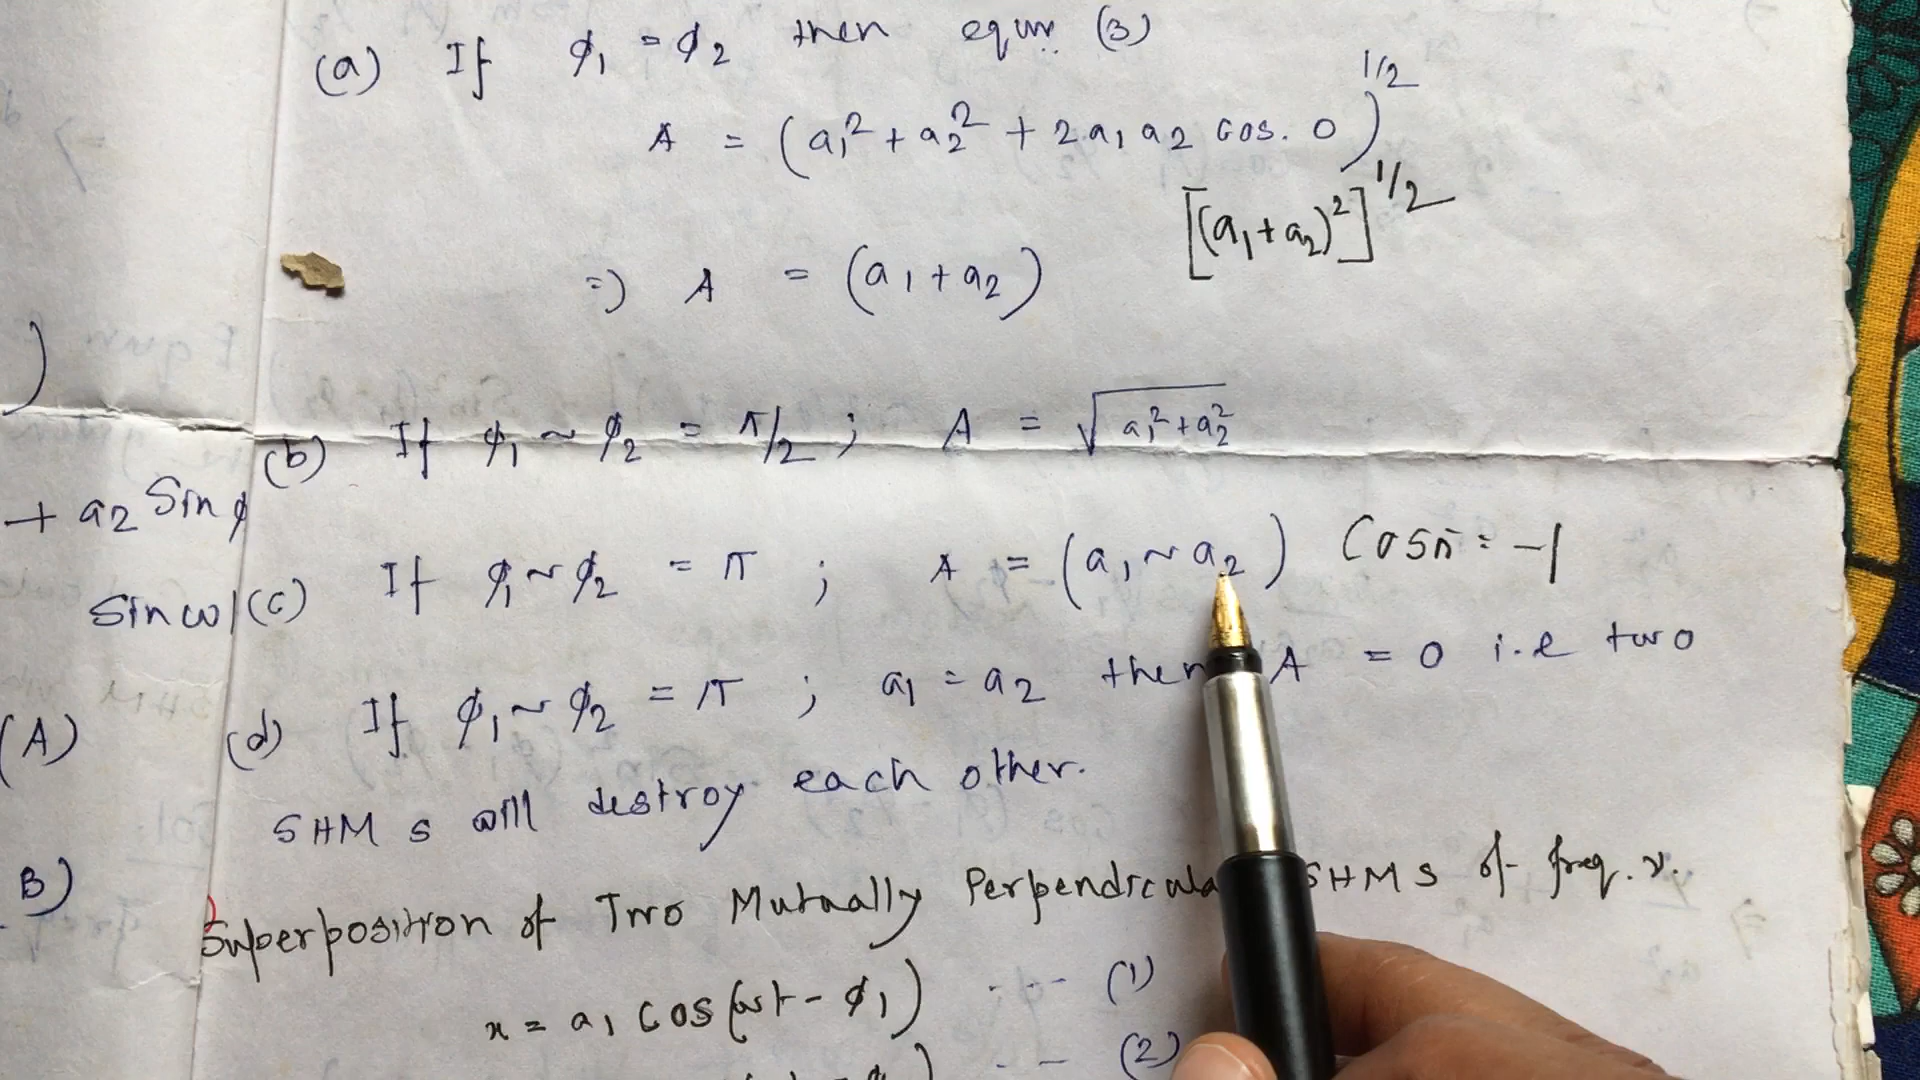 (a) If φ₁ = φ₂ then equn. (3)
A = (a₁² + a₂² + 2a₁ a₂ cos. 0)^1/2
[(a₁ + a₂)²]^1/2
=) A = (a₁ + a₂)
)
(b) If φ₁ ~ φ₂ = π/2 ; A = √a₁² + a₂²
+ a₂ Sin φ
(c) If φ₁ ~ φ₂ = π ; A = (a₁ ~ a₂) Cosπ = -1
Sin ω
(d) If φ₁ ~ φ₂ = π ; a₁ = a₂ then A = 0 i.e two
(A)
SHM s will destroy each other.
B)
Superposition of Two Mutually Perpendicula SHMS of freq. ν.
x = a₁ cos(ωt - φ₁) --- (1)
-- (2)